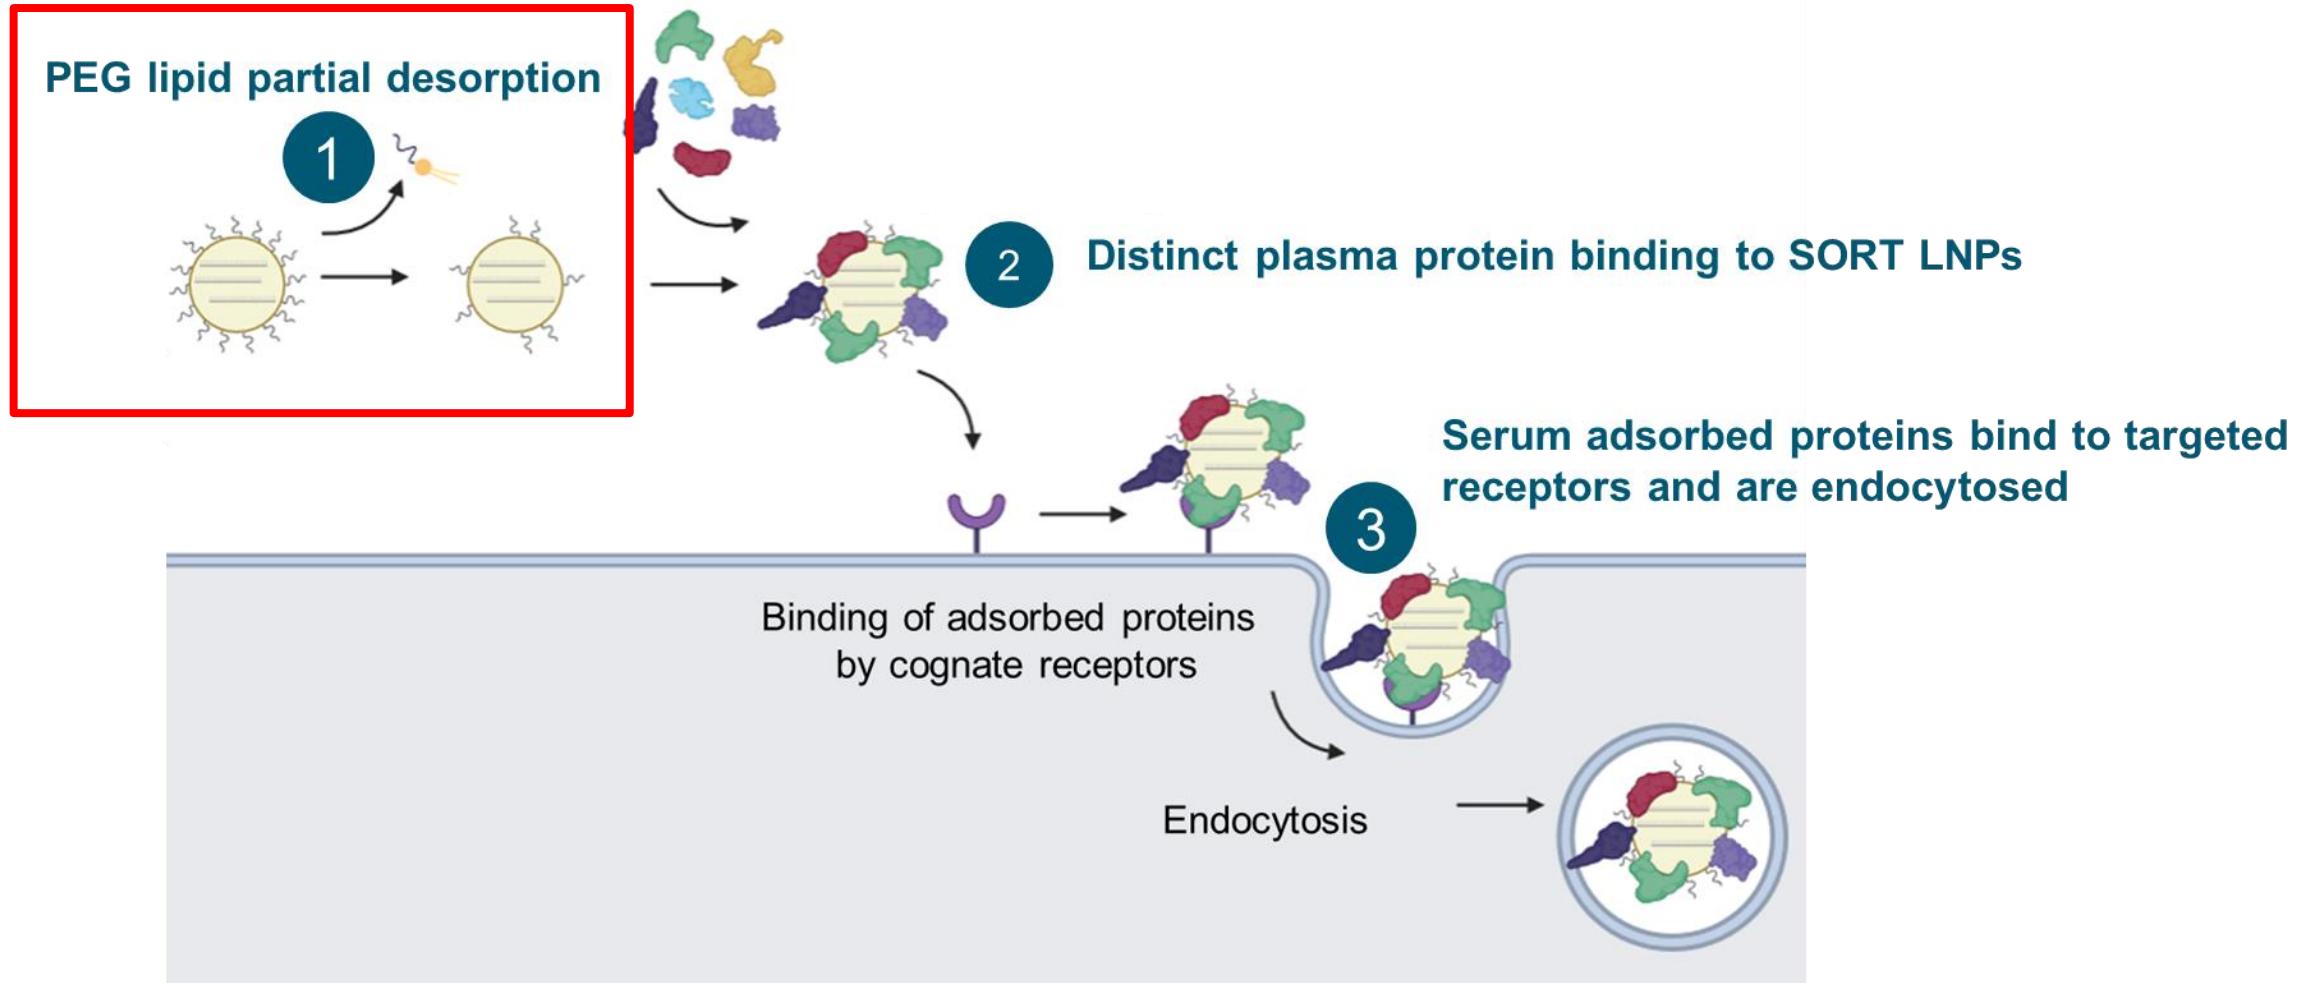 PEG lipid partial desorption
1
2
Distinct plasma protein binding to SORT LNPs
Serum adsorbed proteins bind to targeted
receptors and are endocytosed
3
Binding of adsorbed proteins
by cognate receptors
Endocytosis